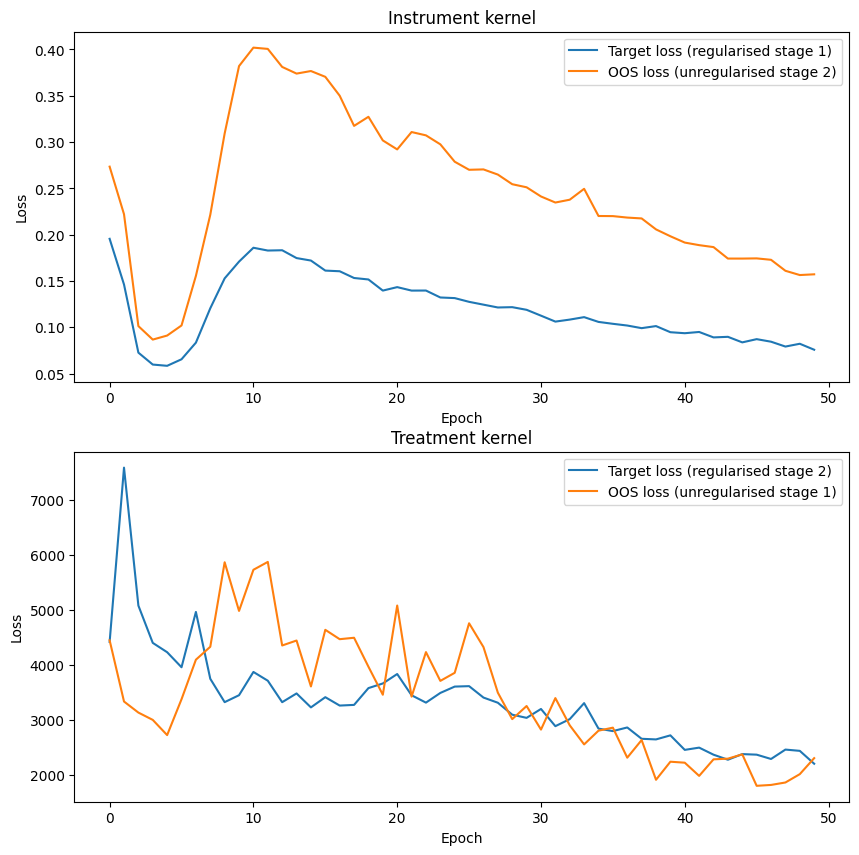 Instrument kernel
Target loss (regularised stage 1)
OOS loss (unregularised stage 2)
0.40
0.35
0.30
0.25
0.20
0.15
0.10
0.05
Loss
0 10 20 30 40 50
Epoch
Treatment kernel
Target loss (regularised stage 2)
OOS loss (unregularised stage 1)
7000
6000
5000
4000
3000
2000
Loss
0 10 20 30 40 50
Epoch